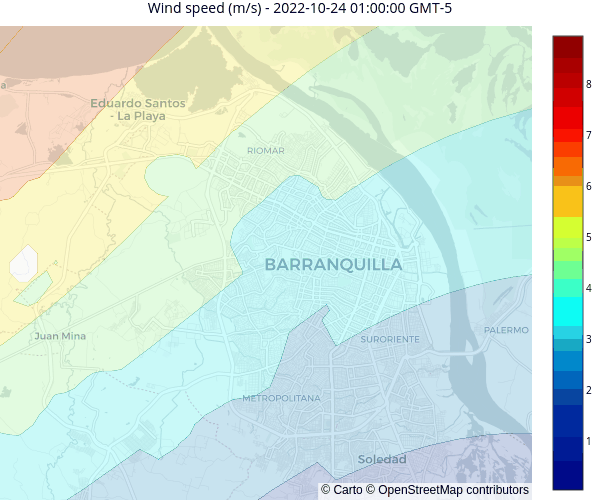 Wind speed (m/s) - 2022-10-24 01:00:00 GMT-5
a
Eduardo Santos
- La Playa
RIOMAR
BARRANQUILLA
Juan Mina
SURORIENTE
PALERMO
METROPOLITANA
Soledad
© Carto © OpenStreetMap contributors
8
7
6
5
4
3
2
1